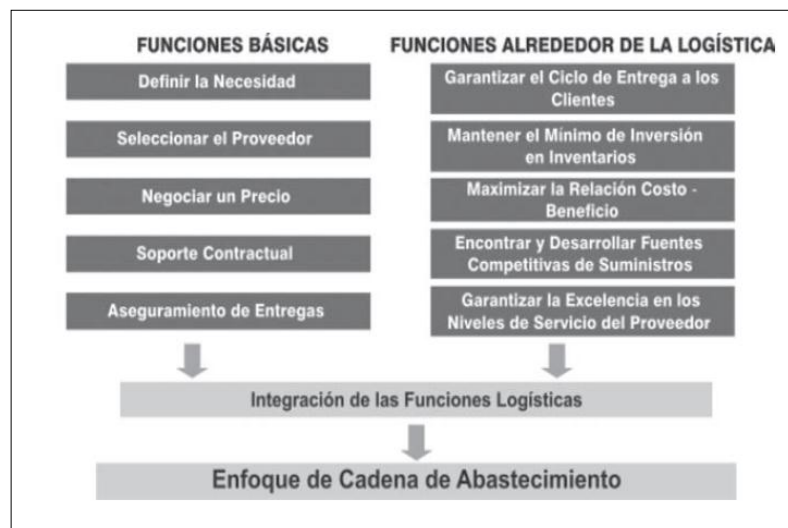 FUNCIONES BÁSICAS
Definir la Necesidad
Seleccionar el Proveedor
Negociar un Precio
Soporte Contractual
Aseguramiento de Entregas
FUNCIONES ALREDEDOR DE LA LOGÍSTICA
Garantizar el Ciclo de Entrega a los
Clientes
Mantener el Mínimo de Inversión
en Inventarios
Maximizar la Relación Costo -
Beneficio
Encontrar y Desarrollar Fuentes
Competitivas de Suministros
Garantizar la Excelencia en los
Niveles de Servicio del Proveedor
Integración de las Funciones Logísticas
Enfoque de Cadena de Abastecimiento